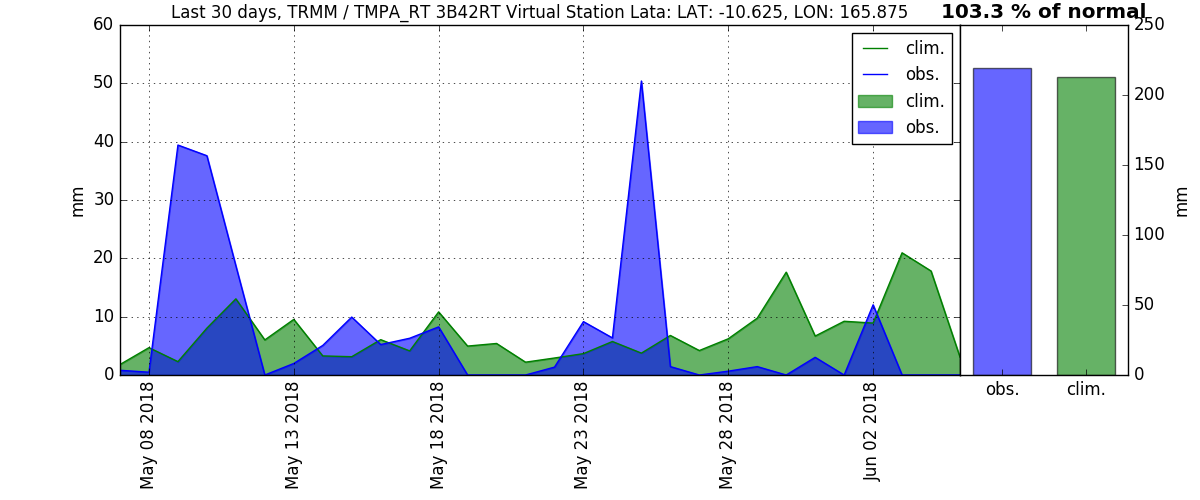 Last 30 days, TRMM / TMPA_RT 3B42RT Virtual Station Lata: LAT: -10.625, LON: 165.875
103.3 % of normal
60
50
40
30
20
10
0
mm
clim.
obs.
clim.
obs.
May 08 2018
May 13 2018
May 18 2018
May 23 2018
May 28 2018
Jun 02 2018
250
200
150
100
50
0
mm
obs.
clim.